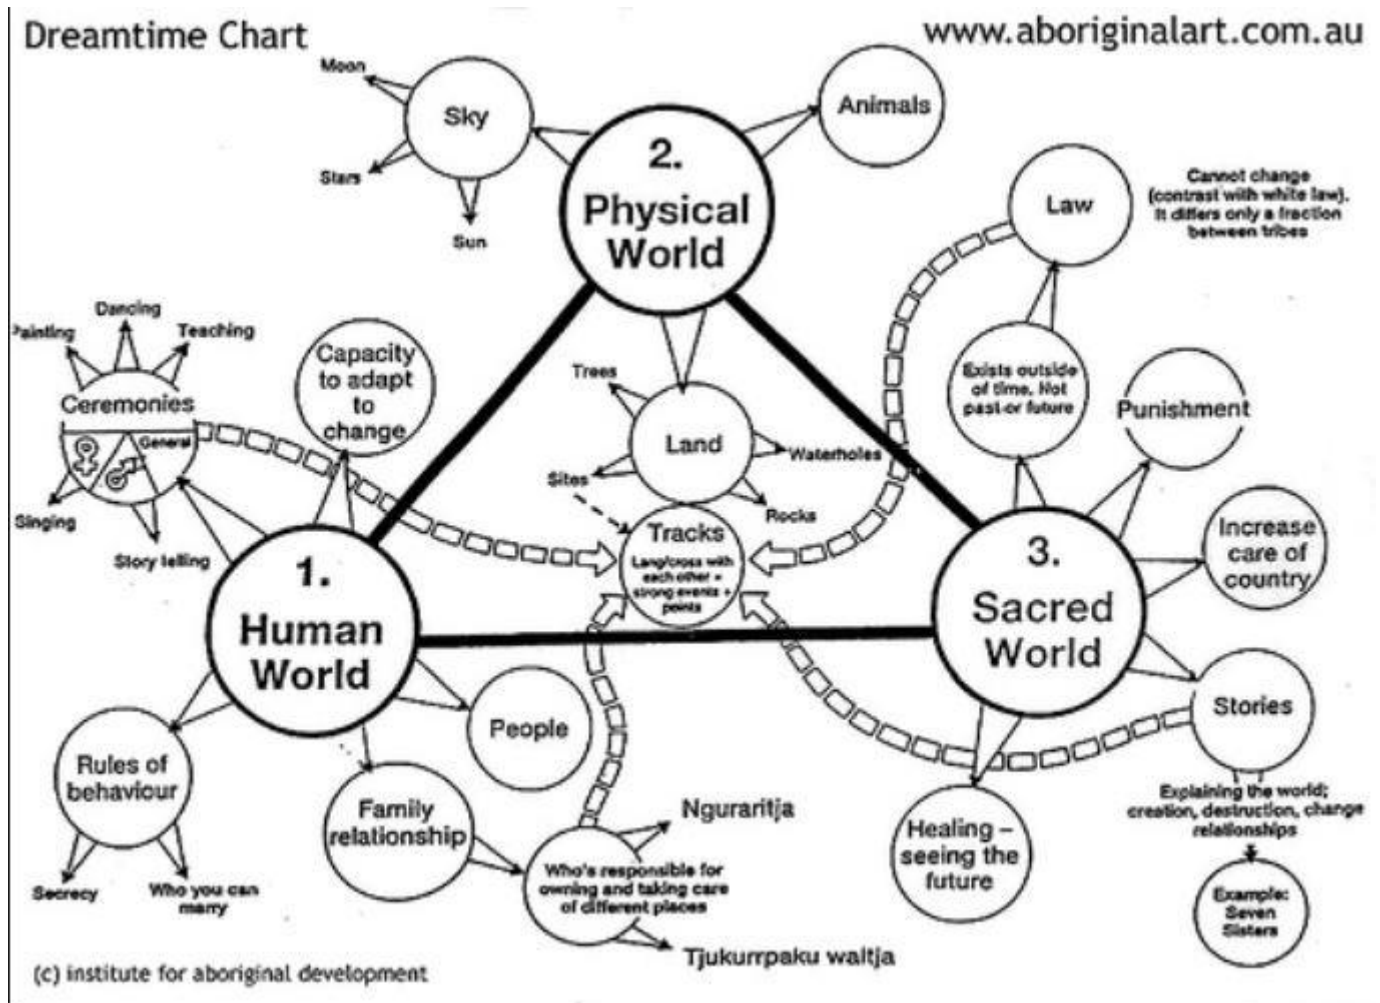 Dreamtime Chart
www.aboriginalart.com.au
Moon
Sky
Stars
Sun
Animals
2.
Physical
World
Law
Cannot change
(contrast with white law).
It differs only a fraction
between tribes
Dancing
Painting
Teaching
Ceremonies
General
Singing
Story telling
Capacity
to adapt
to
change
Trees
Land
Waterholes
Sites
Rocks
Tracks
each other =
strong events +
points
Exists outside
of time. Not
past or future
Punishment
Increase
care of
country
1.
Human
World
3.
Sacred
World
People
Stories
Rules of
behaviour
Secrecy
Who you can
marry
Family
relationship
Nguraritja
Who's responsible for
owning and taking care
of different places
Tjukurrpaku waltja
Healing –
seeing the
future
Explaining the world;
creation, destruction, change
relationships
Example:
Seven
Sisters
(c) institute for aboriginal development